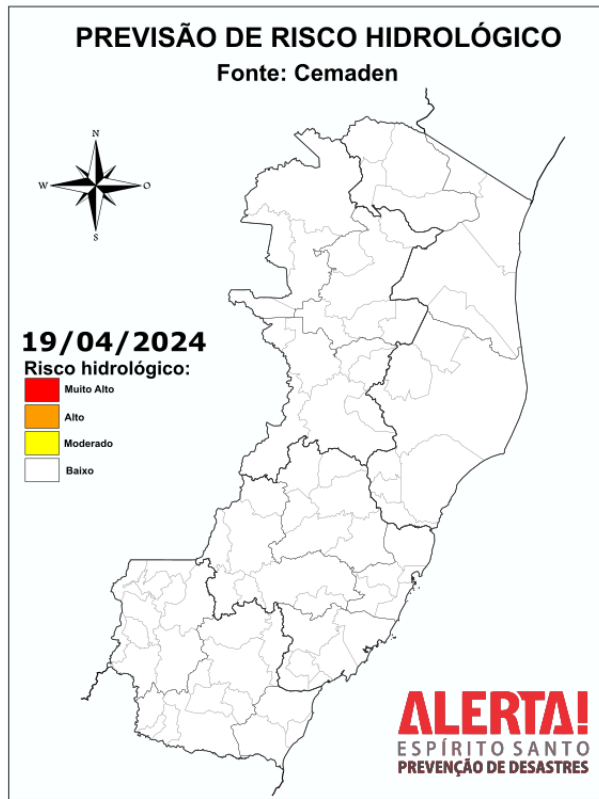 PREVISÃO DE RISCO HIDROLÓGICO
Fonte: Cemaden
N
W
O
S
19/04/2024
Risco hidrológico:
Muito Alto
Alto
Moderado
Baixo
ALERTA!
ESPÍRITO SANTO
PREVENÇÃO DE DESASTRES